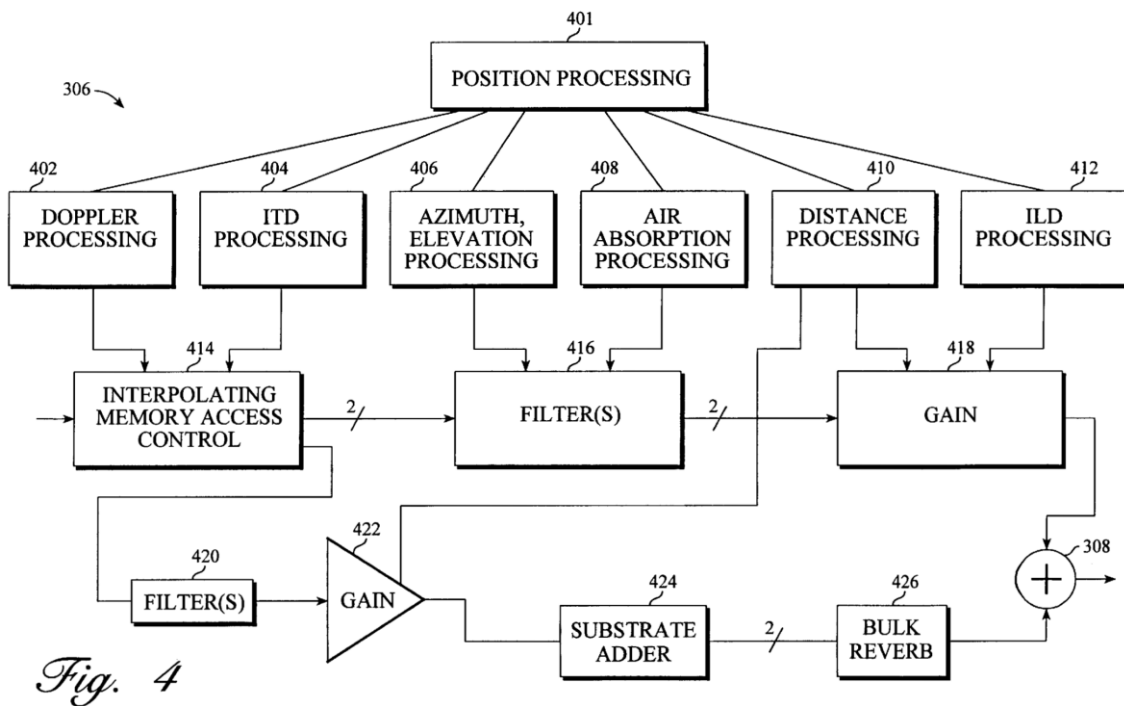 401
POSITION PROCESSING
306
402
DOPPLER
PROCESSING
404
ITD
PROCESSING
406
AZIMUTH,
ELEVATION
PROCESSING
408
AIR
ABSORPTION
PROCESSING
410
DISTANCE
PROCESSING
412
ILD
PROCESSING
414
INTERPOLATING
MEMORY ACCESS
CONTROL
2
416
FILTER(S)
2
418
GAIN
420
FILTER(S)
422
GAIN
424
SUBSTRATE
ADDER
2
426
BULK
REVERB
308
+
Fig. 4